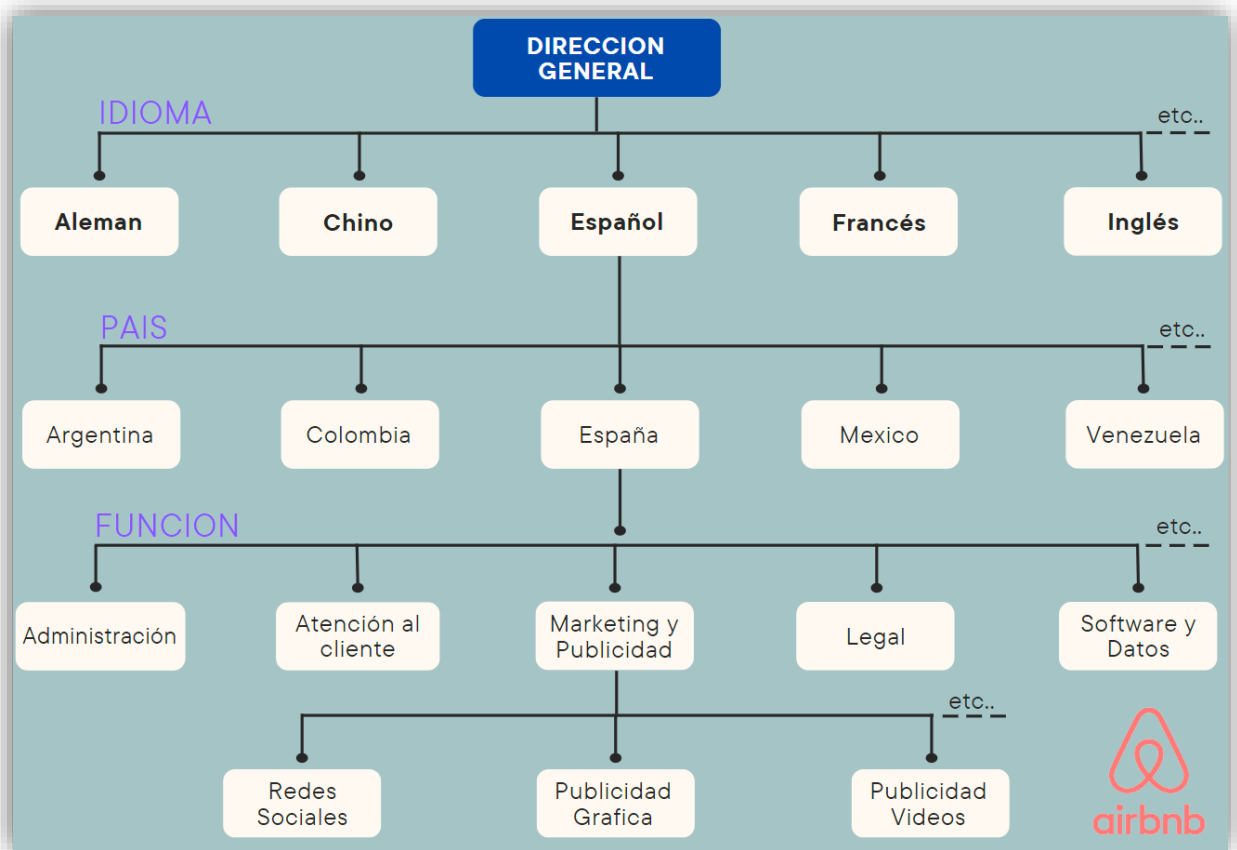 DIRECCION
GENERAL
IDIOMA
etc..
Aleman
Chino
Español
Francés
Inglés
PAIS
etc..
Argentina
Colombia
España
Mexico
Venezuela
FUNCION
etc..
Administración
Atención al
cliente
Marketing y
Publicidad
Legal
Software y
Datos
etc..
Redes
Sociales
Publicidad
Grafica
Publicidad
Videos
airbnb